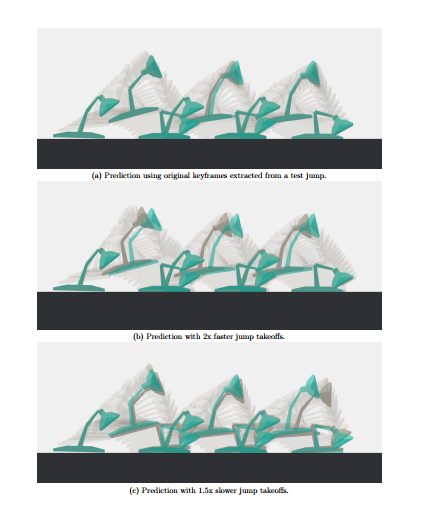 (a) Prediction using original keyframes extracted from a test jump.
(b) Prediction with 2x faster jump takeoffs.
(c) Prediction with 1.5x slower jump takeoffs.